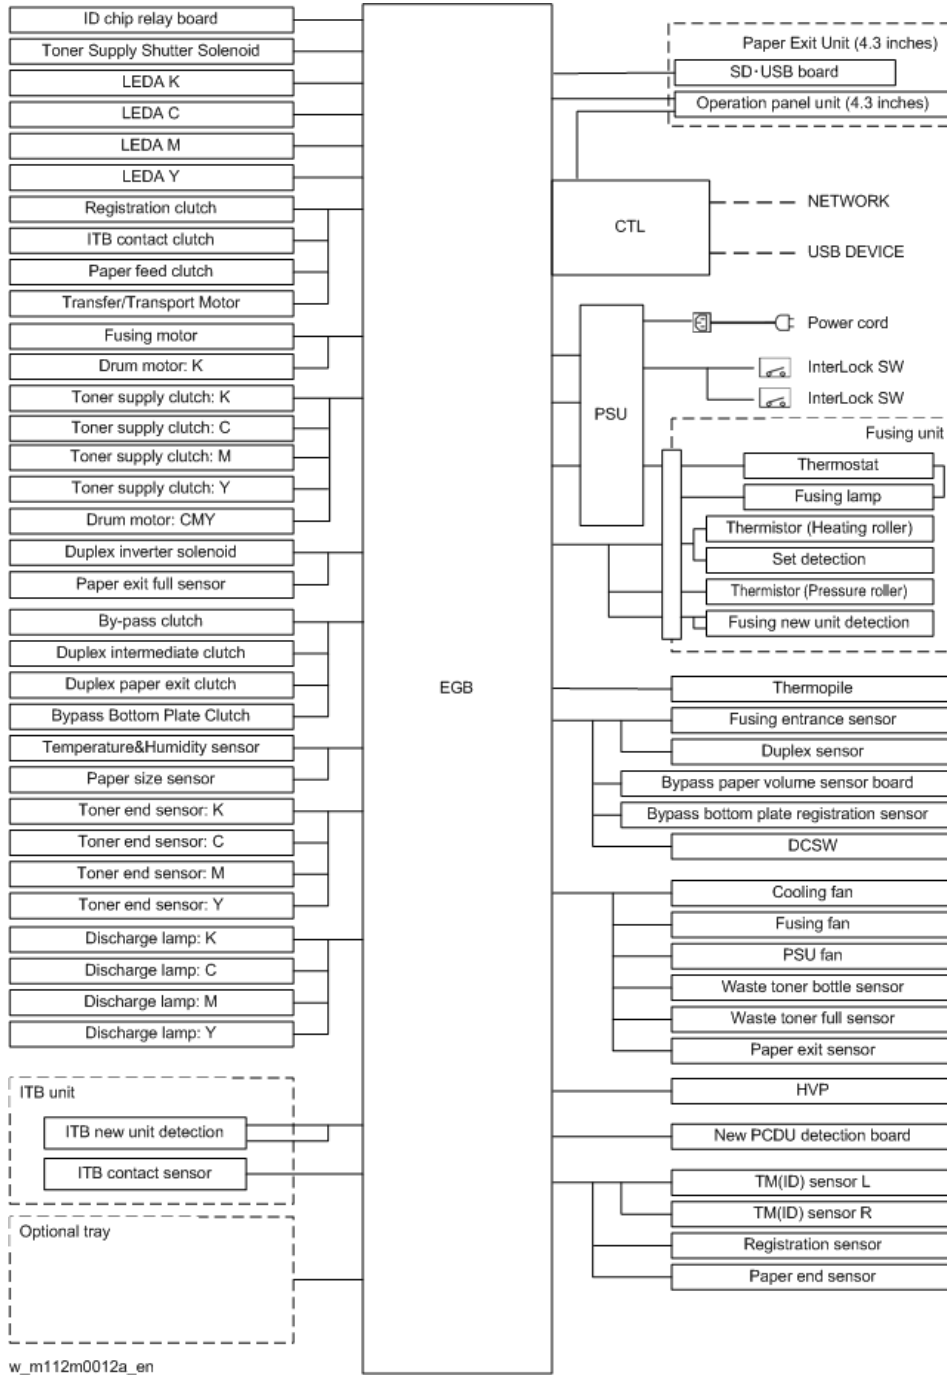 ID chip relay board
Toner Supply Shutter Solenoid
LEDA K
LEDA C
LEDA M
LEDA Y
Registration clutch
ITB contact clutch
Paper feed clutch
Transfer/Transport Motor
Fusing motor
Drum motor: K
Toner supply clutch: K
Toner supply clutch: C
Toner supply clutch: M
Toner supply clutch: Y
Drum motor: CMY
Duplex inverter solenoid
Paper exit full sensor
By-pass clutch
Duplex intermediate clutch
Duplex paper exit clutch
Bypass Bottom Plate Clutch
Temperature&Humidity sensor
Paper size sensor
Toner end sensor: K
Toner end sensor: C
Toner end sensor: M
Toner end sensor: Y
Discharge lamp: K
Discharge lamp: C
Discharge lamp: M
Discharge lamp: Y
ITB unit
ITB new unit detection
ITB contact sensor
Optional tray
EGB
Paper Exit Unit (4.3 inches)
SD･USB board
Operation panel unit (4.3 inches)
CTL
NETWORK
USB DEVICE
PSU
Power cord
InterLock SW
InterLock SW
Fusing unit
Thermostat
Fusing lamp
Thermistor (Heating roller)
Set detection
Thermistor (Pressure roller)
Fusing new unit detection
Thermopile
Fusing entrance sensor
Duplex sensor
Bypass paper volume sensor board
Bypass bottom plate registration sensor
DCSW
Cooling fan
Fusing fan
PSU fan
Waste toner bottle sensor
Waste toner full sensor
Paper exit sensor
HVP
New PCDU detection board
TM(ID) sensor L
TM(ID) sensor R
Registration sensor
Paper end sensor
w_m112m0012a_en